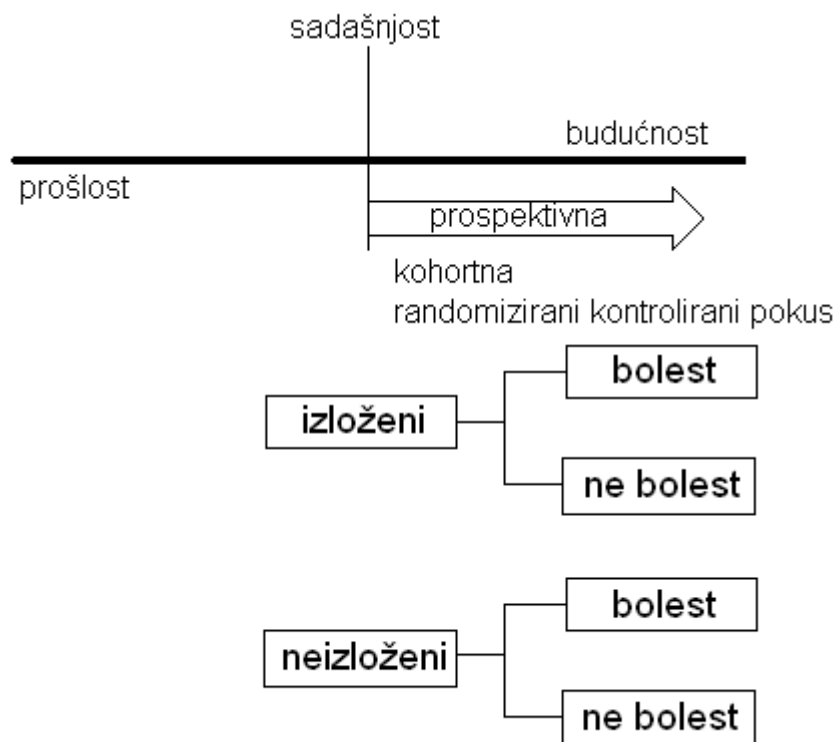 sadašnjost
budućnost
prošlost
prospektivna
kohortna
randomizirani kontrolirani pokus
bolest
izloženi
ne bolest
bolest
neizloženi
ne bolest